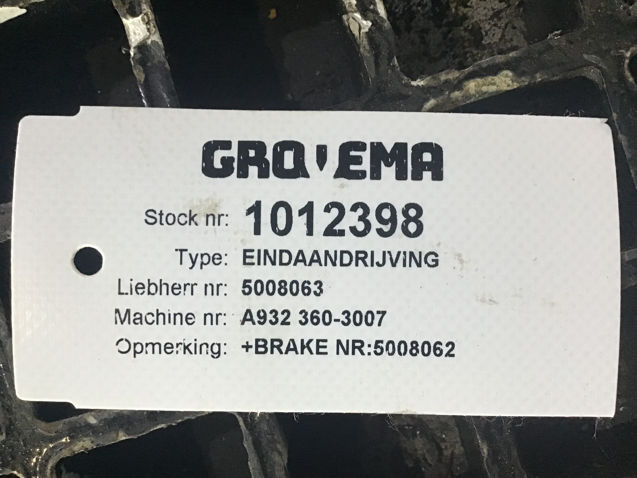 GROVEMA
Stock nr: 1012398
Type: EINDAANDRIJVING
Liebherr nr: 5008063
Machine nr: A932 360-3007
Opmerking: +BRAKE NR:5008062